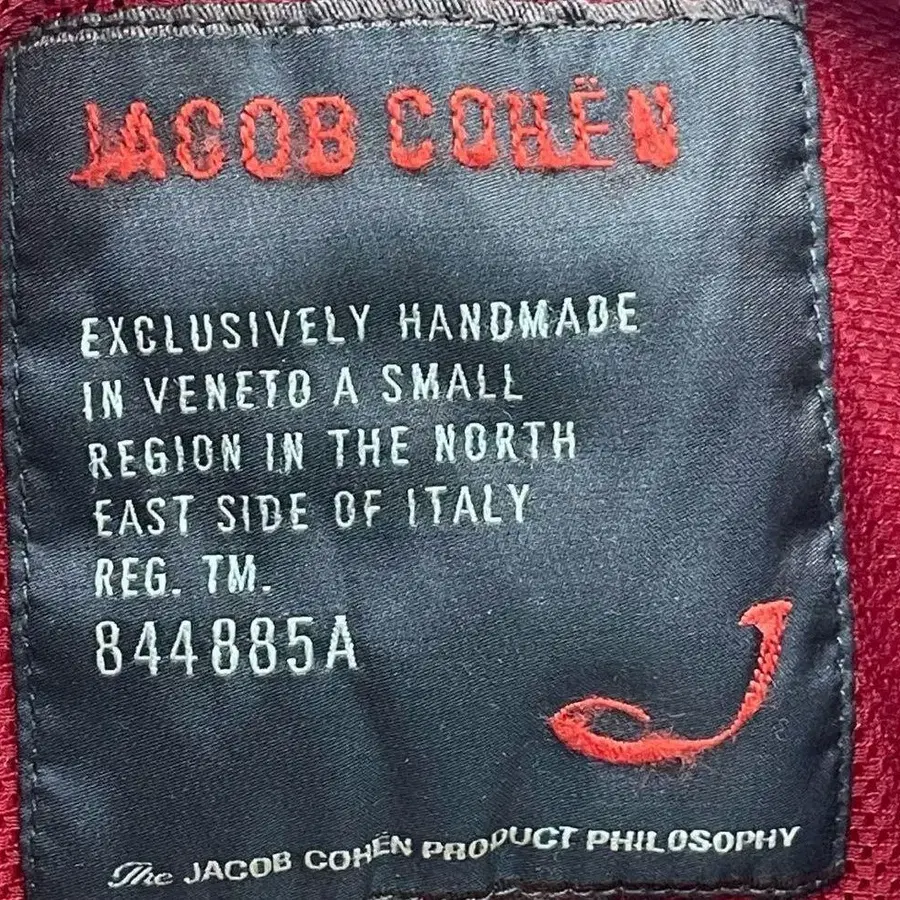 JACOB COHЁN
EXCLUSIVELY HANDMADE
IN VENETO A SMALL
REGION IN THE NORTH
EAST SIDE OF ITALY
REG. TM.
844885A
J
The JACOB COHËN PRODUCT PHILOSOPHY